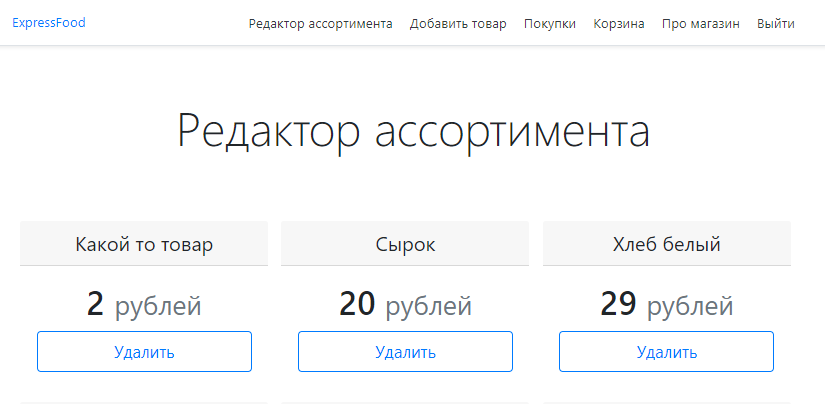 ExpressFood Редактор ассортимента Добавить товар Покупки Корзина Про магазин Выйти
Редактор ассортимента
Какой то товар Сырок Хлеб белый
2 рублей 20 рублей 29 рублей
Удалить Удалить Удалить